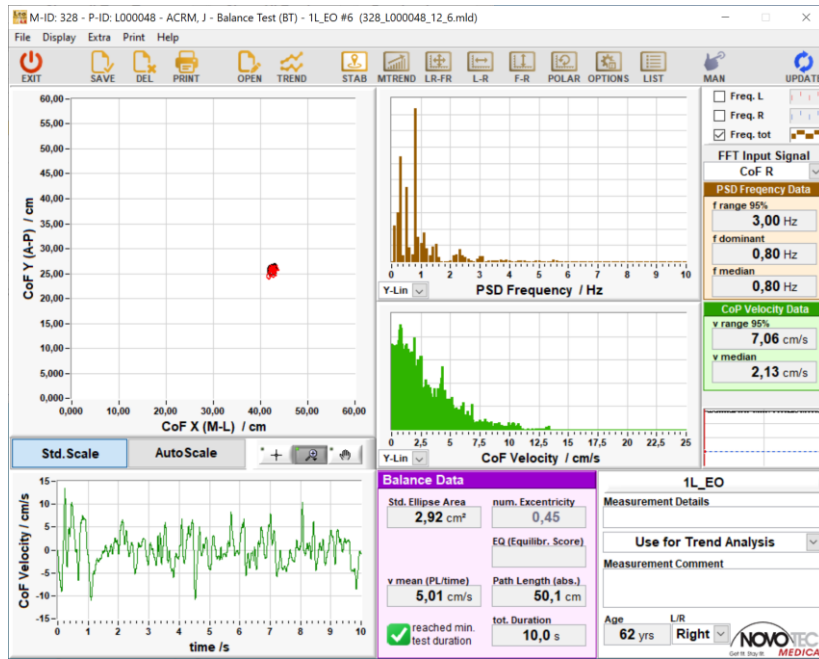 M-ID: 328 - P-ID: L000048 - ACRM, J - Balance Test (BT) - 1L_EO #6 (328_L000048_12_6.mld)
File Display Extra Print Help
EXIT SAVE DEL PRINT OPEN TREND STAB MTREND LR-FR L-R F-R POLAR OPTIONS LIST MAN UPDATE
60,00
55,00
50,00
45,00
40,00
35,00
30,00
25,00
20,00
15,00
10,00
5,000
0,000
CoF Y (A-P) / cm
0,000 10,00 20,00 30,00 40,00 50,00 60,00
CoF X (M-L) / cm
Std.Scale AutoScale
0 1 2 3 4 5 6 7 8 9 10
Y-Lin PSD Frequency / Hz
0 2,5 5 7,5 10 12,5 15 17,5 20 22,5 25
Y-Lin CoF Velocity / cm/s
Freq. L
Freq. R
Freq. tot
FFT Input Signal
CoF R
PSD Freqency Data
f range 95%
3,00 Hz
f dominant
0,80 Hz
f median
0,80 Hz
CoP Velocity Data
v range 95%
7,06 cm/s
v median
2,13 cm/s
15
10
5
0
-5
-10
-15
CoF Velocity / cm/s
0 1 2 3 4 5 6 7 8 9 10
time /s
Balance Data
Std. Ellipse Area num. Excentricity
2,92 cm² 0,45
EQ (Equilibr. Score)
v mean (PL/time) Path Length (abs.)
5,01 cm/s 50,1 cm
reached min.
test duration
tot. Duration
10,0 s
1L_EO
Measurement Details
Use for Trend Analysis
Measurement Comment
Age L/R
62 yrs Right
NOVOTEC
MEDICAL